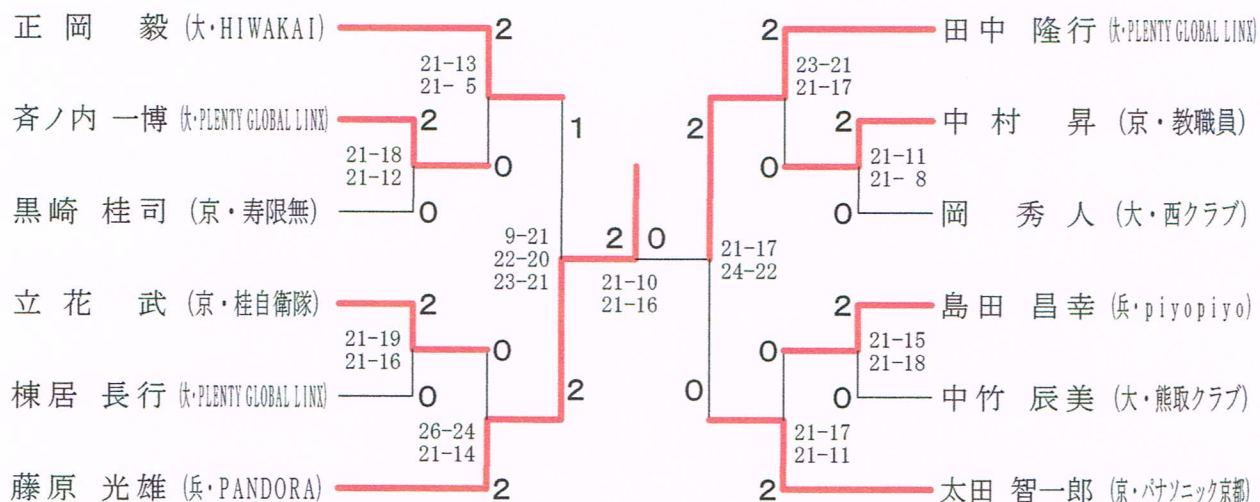 正岡 毅 (大・HIWAKAI) 2
21-13
21- 5
斉ノ内 一博 (大・PLENTY GLOBAL LINX) 2
21-18
21-12
0
黒崎 桂司 (京・寿限無) 0
1
9-21
22-20
23-21
立花 武 (京・桂自衛隊) 2
21-19
21-16
0
棟居 長行 (大・PLENTY GLOBAL LINX) 0
2
26-24
21-14
藤原 光雄 (兵・PANDORA) 2
2 0
21-10
21-16
2 田中 隆行 (大・PLENTY GLOBAL LINX)
23-21
21-17
2 中村 昇 (京・教職員)
2
0
21-11
21- 8
0 岡 秀人 (大・西クラブ)
21-17
24-22
2 島田 昌幸 (兵・piyopiyo)
0
21-15
21-18
0 中竹 辰美 (大・熊取クラブ)
0
21-17
21-11
2 太田 智一郎 (京・パナソニック京都)